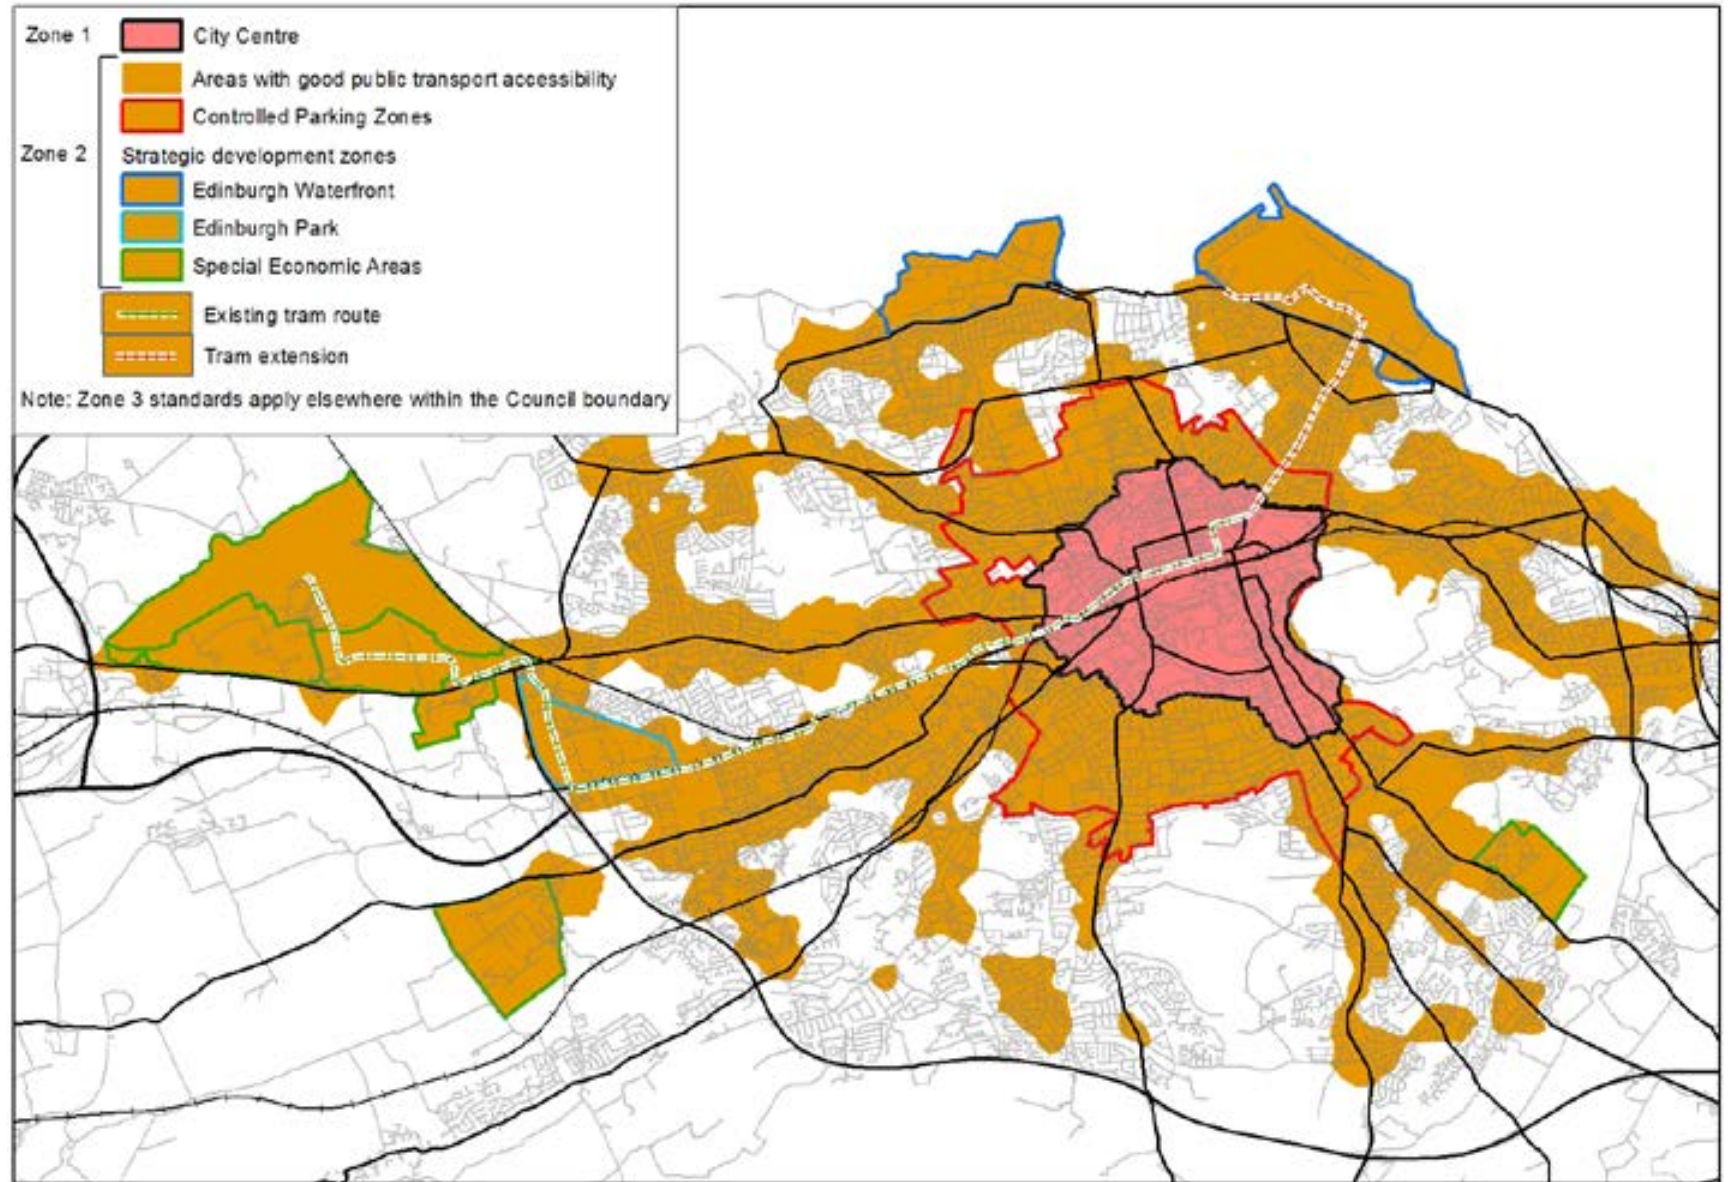 Zone 1 City Centre
Areas with good public transport accessibility
Controlled Parking Zones
Zone 2 Strategic development zones
Edinburgh Waterfront
Edinburgh Park
Special Economic Areas
Existing tram route
Tram extension
Note: Zone 3 standards apply elsewhere within the Council boundary